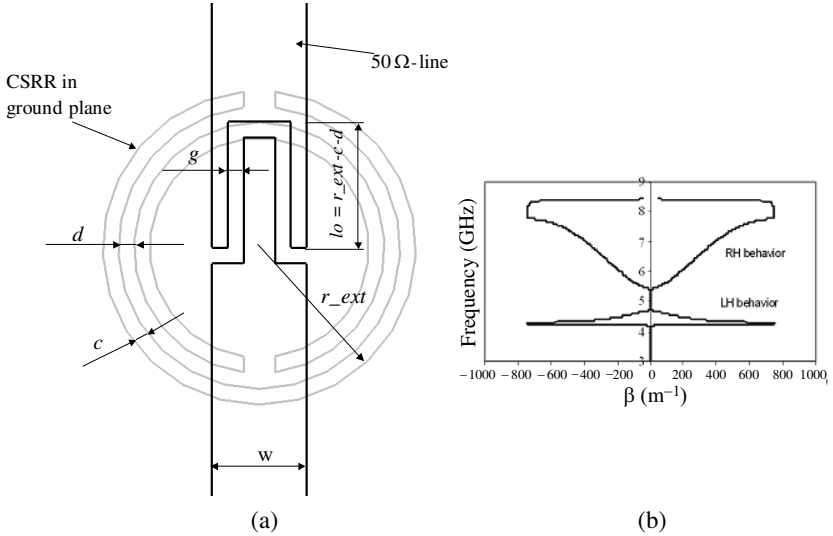 50 Ω-line
CSRR in
ground plane
g
lo = r_ext-c-d
d
r_ext
c
w
(a)
Frequency (GHz)
9
8
7
6
5
4
3
RH behavior
LH behavior
−1000 −800 −600 −400 −200 0 200 400 600 800 1000
β (m⁻¹)
(b)